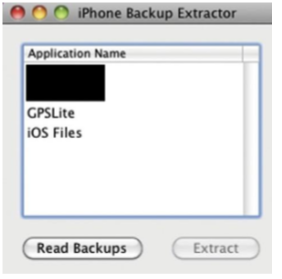 iPhone Backup Extractor
Application Name
GPSLite
iOS Files
Read Backups
Extract